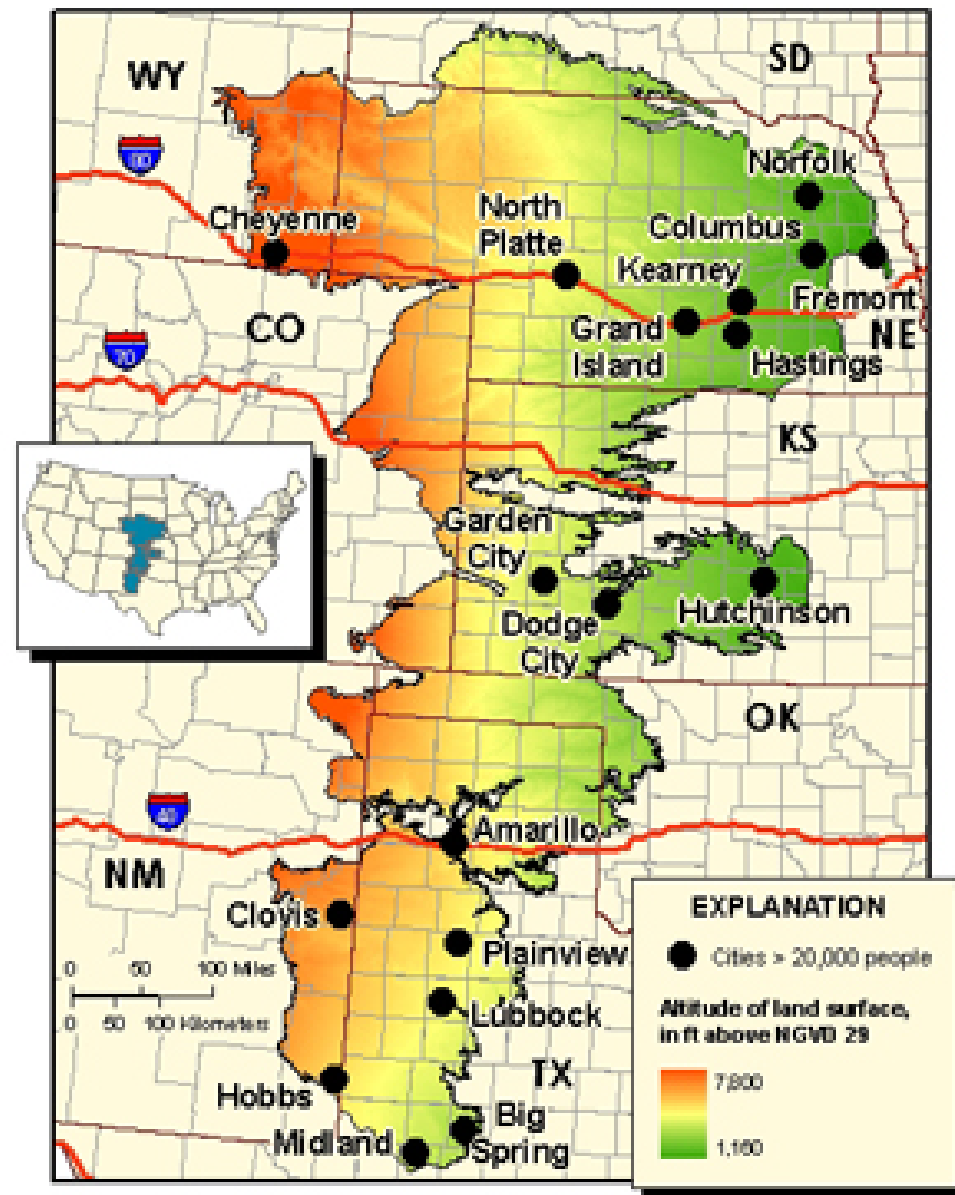 WY
SD
80
Norfolk
Cheyenne
North
Platte
Columbus
Kearney
Fremont
CO
Grand
Island
NE
70
Hastings
KS
Garden
City
Dodge
City
Hutchinson
OK
40
Amarillo
NM
Clovis
Plainview
0 50 100 Miles
0 50 100 Kilometers
Lubbock
TX
Hobbs
Big
Spring
Midland
EXPLANATION
Cities > 20,000 people
Altitude of land surface,
in ft above NGVD 29
7,800
1,160